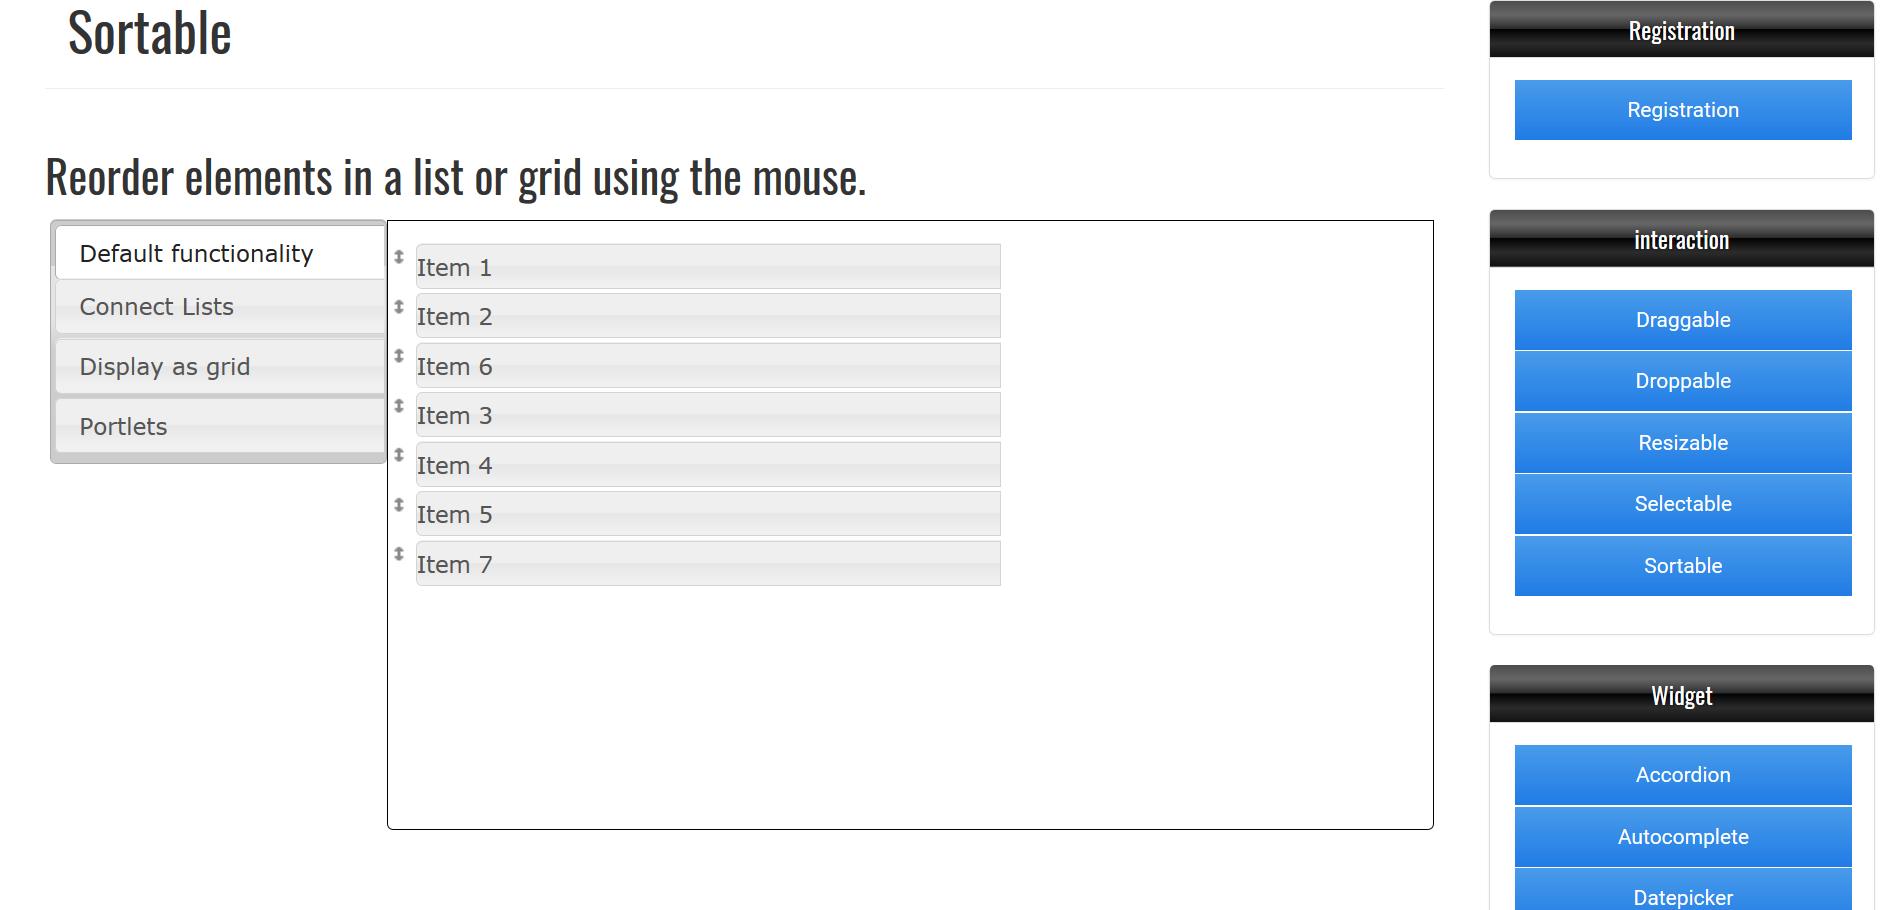 Sortable
Reorder elements in a list or grid using the mouse.
Default functionality
Connect Lists
Display as grid
Portlets
Item 1
Item 2
Item 6
Item 3
Item 4
Item 5
Item 7
Registration
Registration
interaction
Draggable
Droppable
Resizable
Selectable
Sortable
Widget
Accordion
Autocomplete
Datepicker